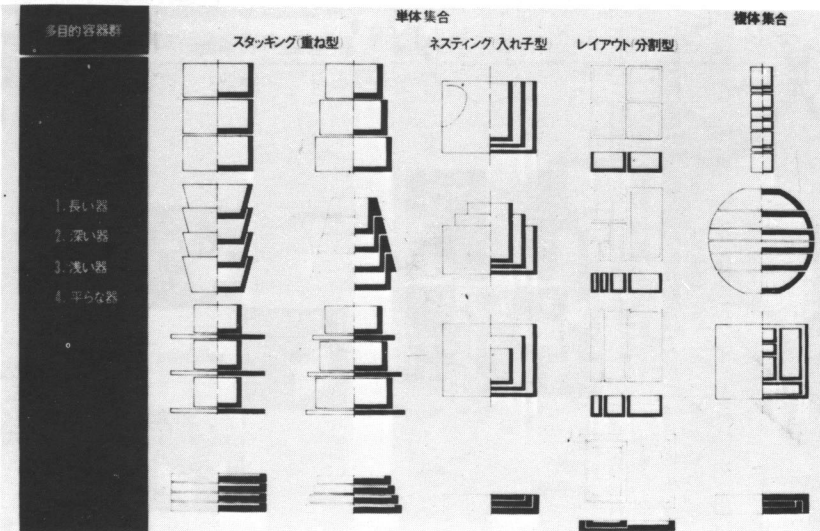 多目的容器群
単体集合
複体集合
スタッキング(重ね型)
ネスティング(入れ子型)
レイアウト(分割型)
1. 長い器
2. 深い器
3. 浅い器
4. 平らな器